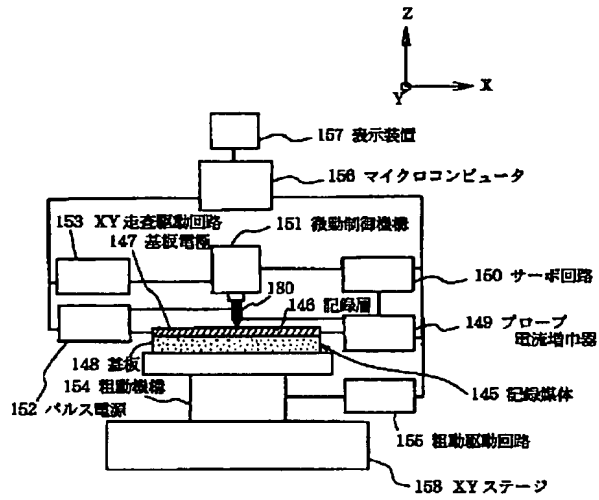 Z
Y
X
157 表示装置
156 マイクロコンピュータ
153 XY走査駆動回路
151 微動制御機構
147 基板電極
180
146 記録層
150 サーボ回路
149 プローブ
電流増巾器
148 基板
154 粗動機構
145 記録媒体
152 パルス電源
155 粗動駆動回路
158 XYステージ